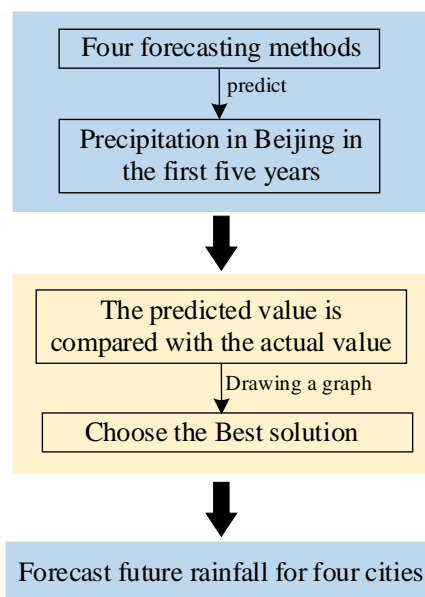 Four forecasting methods
predict
Precipitation in Beijing in
the first five years
The predicted value is
compared with the actual value
Drawing a graph
Choose the Best solution
Forecast future rainfall for four cities